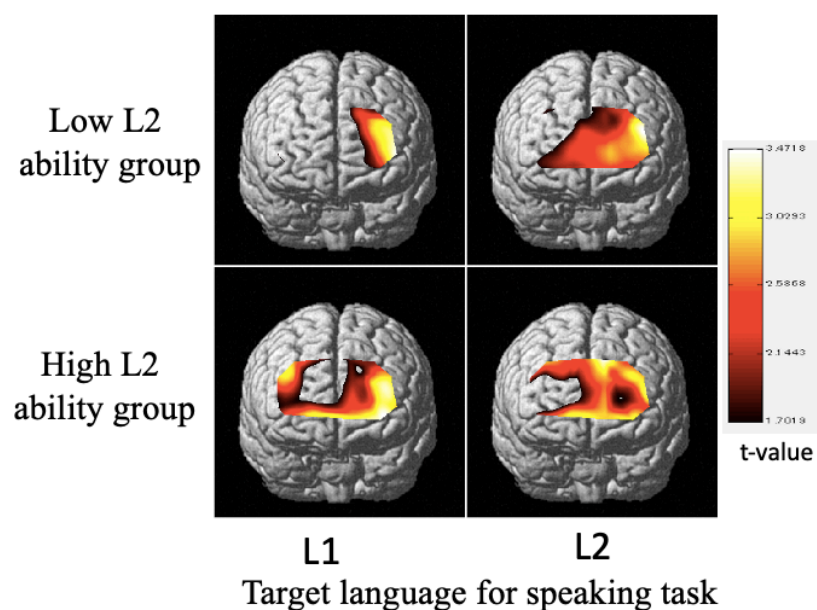 Low L2
ability group
3.4718
3.0293
2.5868
2.1443
1.7019
t-value
High L2
ability group
L1
L2
Target language for speaking task